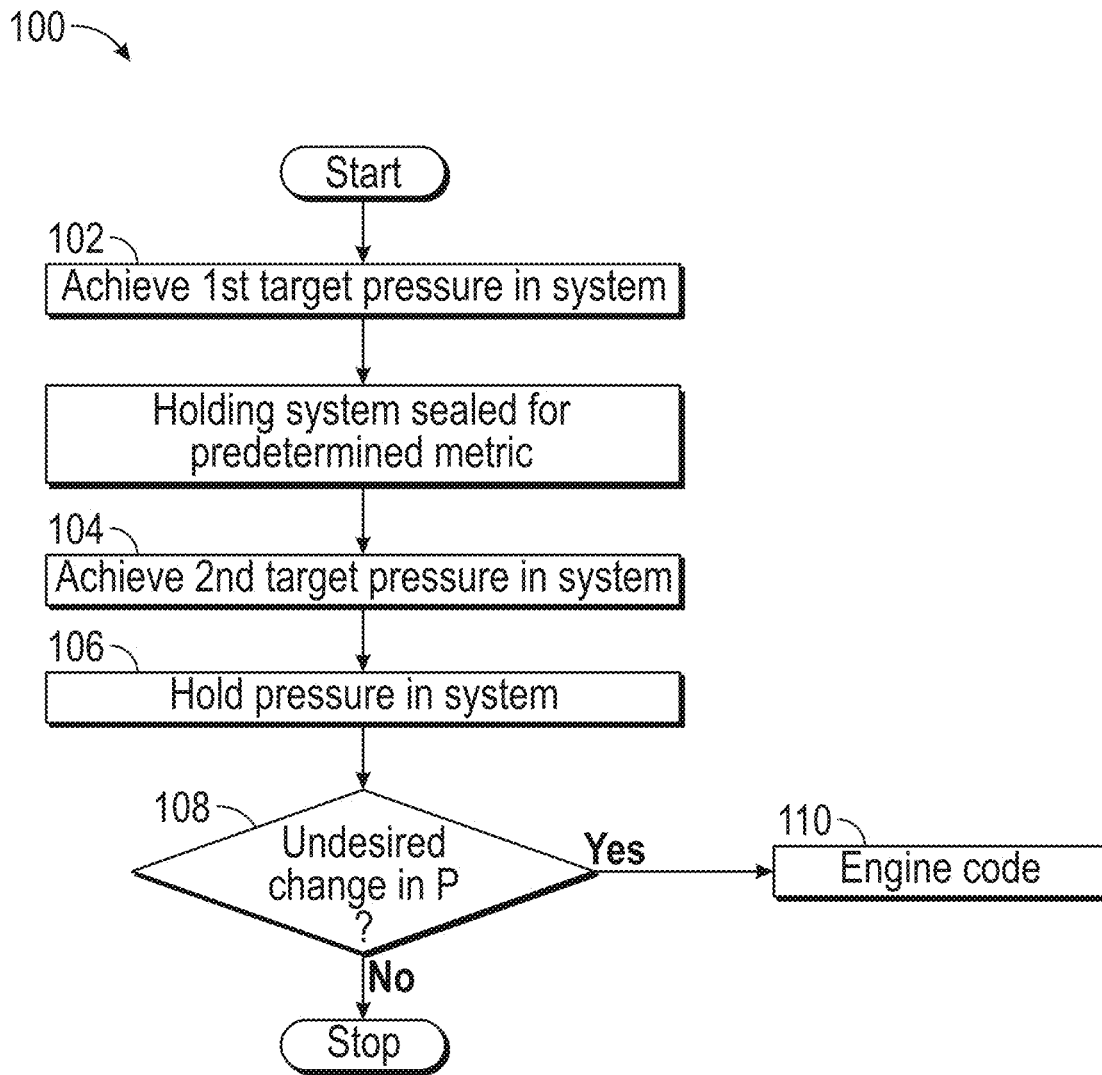 100
Start
102
Achieve 1st target pressure in system
Holding system sealed for
predetermined metric
104
Achieve 2nd target pressure in system
106
Hold pressure in system
108
Undesired
change in P
?
Yes
110
Engine code
No
Stop